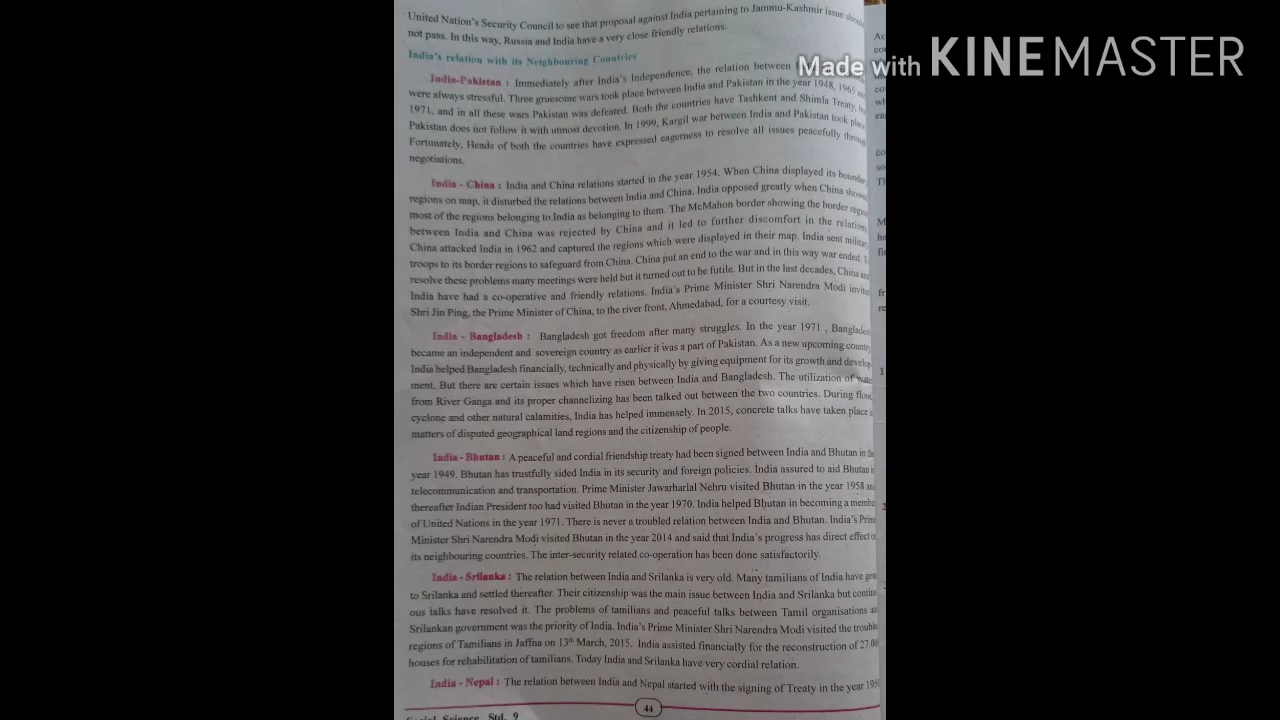 United Nation's Security Council to see that proposal against India pertaining to Jammu-Kashmir issue
not pass. In this way, Russia and India have a very close friendly relations.
India's relation with its Neighbouring Countries
India-Pakistan : Immediately after India's Independence, the relation between
were always stressful. Three gruesome wars took place between India and Pakistan in the year 1948, 1965
1971, and in all these wars Pakistan was defeated. Both the countries have Tashkent and Shimla Treaty,
Pakistan does not follow it with utmost devotion. In 1999, Kargil war between India and Pakistan took
Fortunately, Heads of both the countries have expressed eagerness to resolve all issues peacefully
negotiations.
India - China : India and China relations started in the year 1954. When China displayed its
regions on map, it disturbed the relations between India and China. India opposed greatly when China
most of the regions belonging to India as belonging to them. The McMahon border showing the border
between India and China was rejected by China and it led to further discomfort in the
China attacked India in 1962 and captured the regions which were displayed in their map. India sent
troops to its border regions to safeguard from China. China put an end to the war and in this way war ended.
resolve these problems many meetings were held but it turned out to be futile. But in the last decades, China
India have had a co-operative and friendly relations. India's Prime Minister Shri Narendra Modi
Shri Jin Ping, the Prime Minister of China, to the river front, Ahmedabad, for a courtesy visit.
India - Bangladesh : Bangladesh got freedom after many struggles. In the year 1971 ,
became an independent and sovereign country as earlier it was a part of Pakistan. As a new upcoming
India helped Bangladesh financially, technically and physically by giving equipment for its growth and develop
ment. But there are certain issues which have risen between India and Bangladesh. The utilization of
from River Ganga and its proper channelizing has been talked out between the two countries. During
cyclone and other natural calamities, India has helped immensely. In 2015, concrete talks have taken place
matters of disputed geographical land regions and the citizenship of people.
India - Bhutan : A peaceful and cordial friendship treaty had been signed between India and Bhutan in
year 1949. Bhutan has trustfully sided India in its security and foreign policies. India assured to aid Bhutan
telecommunication and transportation. Prime Minister Jawarharlal Nehru visited Bhutan in the year 1958
thereafter Indian President too had visited Bhutan in the year 1970. India helped Bhutan in becoming a
of United Nations in the year 1971. There is never a troubled relation between India and Bhutan. India's
Minister Shri Narendra Modi visited Bhutan in the year 2014 and said that India's progress has direct effect
its neighbouring countries. The inter-security related co-operation has been done satisfactorily.
India - Srilanka : The relation between India and Srilanka is very old. Many tamilians of India have
to Srilanka and settled thereafter. Their citizenship was the main issue between India and Srilanka but
ous talks have resolved it. The problems of tamilians and peaceful talks between Tamil organisations
Srilankan government was the priority of India. India's Prime Minister Shri Narendra Modi visited the
regions of Tamilians in Jaffna on 13th March, 2015. India assisted financially for the reconstruction of
houses for rehabilitation of tamilians. Today India and Srilanka have very cordial relation.
India - Nepal : The relation between India and Nepal started with the signing of Treaty in the year
44
Social Science, Std. 9
Made with KINEMASTER